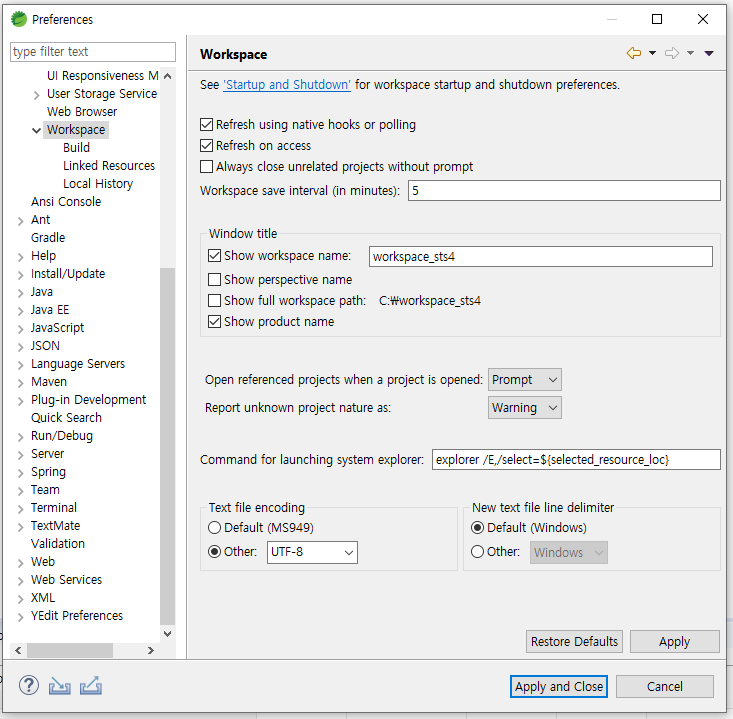 Preferences
type filter text
UI Responsiveness M
User Storage Service
Web Browser
Workspace
Build
Linked Resources
Local History
Ansi Console
Ant
Gradle
Help
Install/Update
Java
Java EE
JavaScript
JSON
Language Servers
Maven
Plug-in Development
Quick Search
Run/Debug
Server
Spring
Team
Terminal
TextMate
Validation
Web
Web Services
XML
YEdit Preferences
Workspace
See 'Startup and Shutdown' for workspace startup and shutdown preferences.
Refresh using native hooks or polling
Refresh on access
Always close unrelated projects without prompt
Workspace save interval (in minutes): 5
Window title
Show workspace name: workspace_sts4
Show perspective name
Show full workspace path: C:₩workspace_sts4
Show product name
Open referenced projects when a project is opened: Prompt
Report unknown project nature as: Warning
Command for launching system explorer: explorer /E,/select=${selected_resource_loc}
Text file encoding
Default (MS949)
Other: UTF-8
New text file line delimiter
Default (Windows)
Other: Windows
Restore Defaults Apply
? Apply and Close Cancel